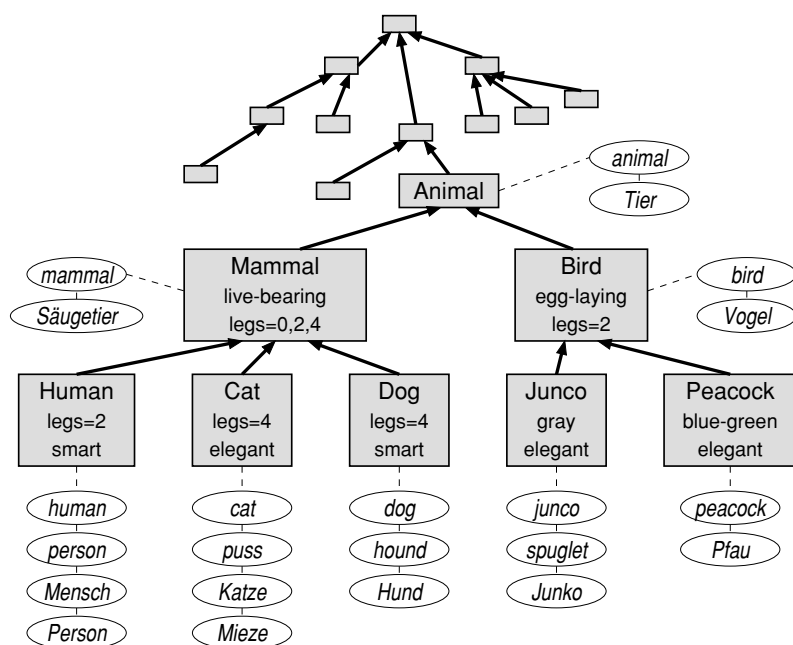 animal
Animal
Tier
mammal
Säugetier
Mammal
live-bearing
legs=0,2,4
Bird
egg-laying
legs=2
bird
Vogel
Human
legs=2
smart
Cat
legs=4
elegant
Dog
legs=4
smart
Junco
gray
elegant
Peacock
blue-green
elegant
human
person
Mensch
Person
cat
puss
Katze
Mieze
dog
hound
Hund
junco
spuglet
Junko
peacock
Pfau